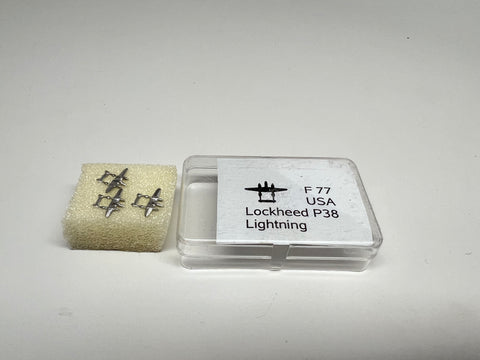 F 77
USA
Lockheed P38
Lightning